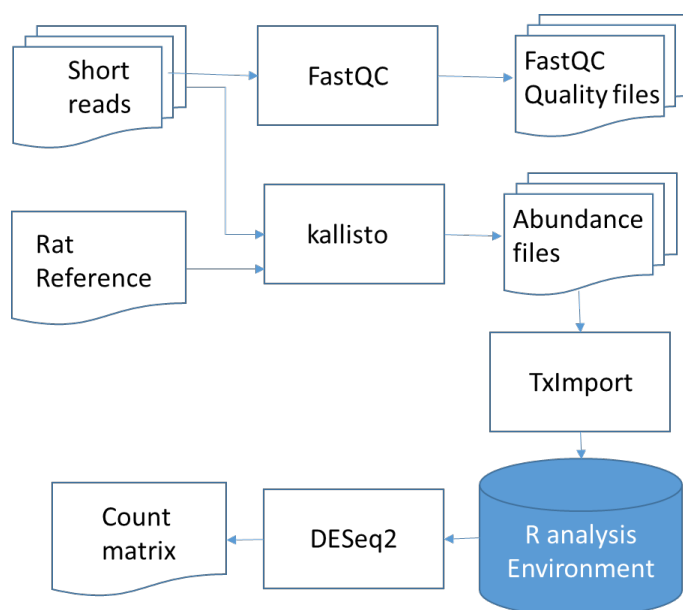 Short
reads
FastQC
FastQC
Quality files
Rat
Reference
kallisto
Abundance
files
TxImport
Count
matrix
DESeq2
R analysis
Environment